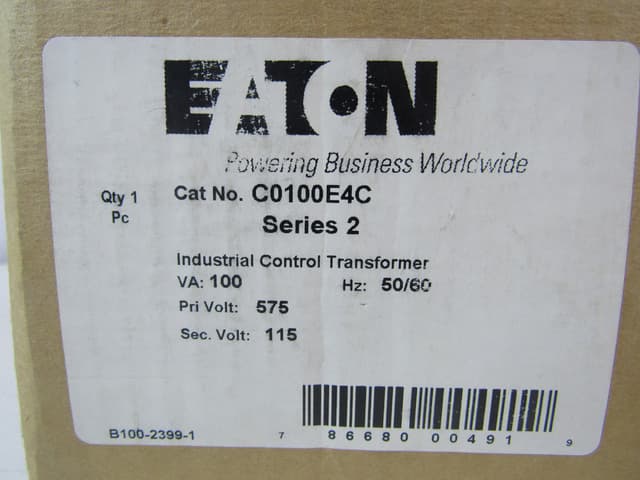 EATON
Powering Business Worldwide
Qty 1 Pc
Cat No. C0100E4C
Series 2
Industrial Control Transformer
VA: 100 Hz: 50/60
Pri Volt: 575
Sec. Volt: 115
B100-2399-1
7 86680 00491 9